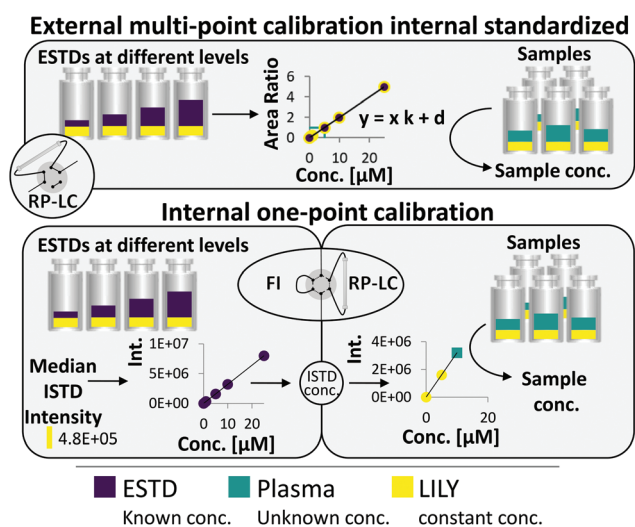 External multi-point calibration internal standardized
ESTDs at different levels
Area Ratio
6
4
2
0
0
20
Conc. [µM]
y = x k + d
Samples
Sample conc.
RP-LC
Internal one-point calibration
ESTDs at different levels
FI
RP-LC
Samples
Median
ISTD
Intensity
4.8E+05
Int.
1E+07
5E+06
0E+00
0
10
20
Conc. [µM]
ISTD
conc.
Int.
4E+06
2E+06
0E+00
0
20
Conc. [µM]
Sample
conc.
ESTD
Plasma
LILY
Known conc.
Unknown conc.
constant conc.